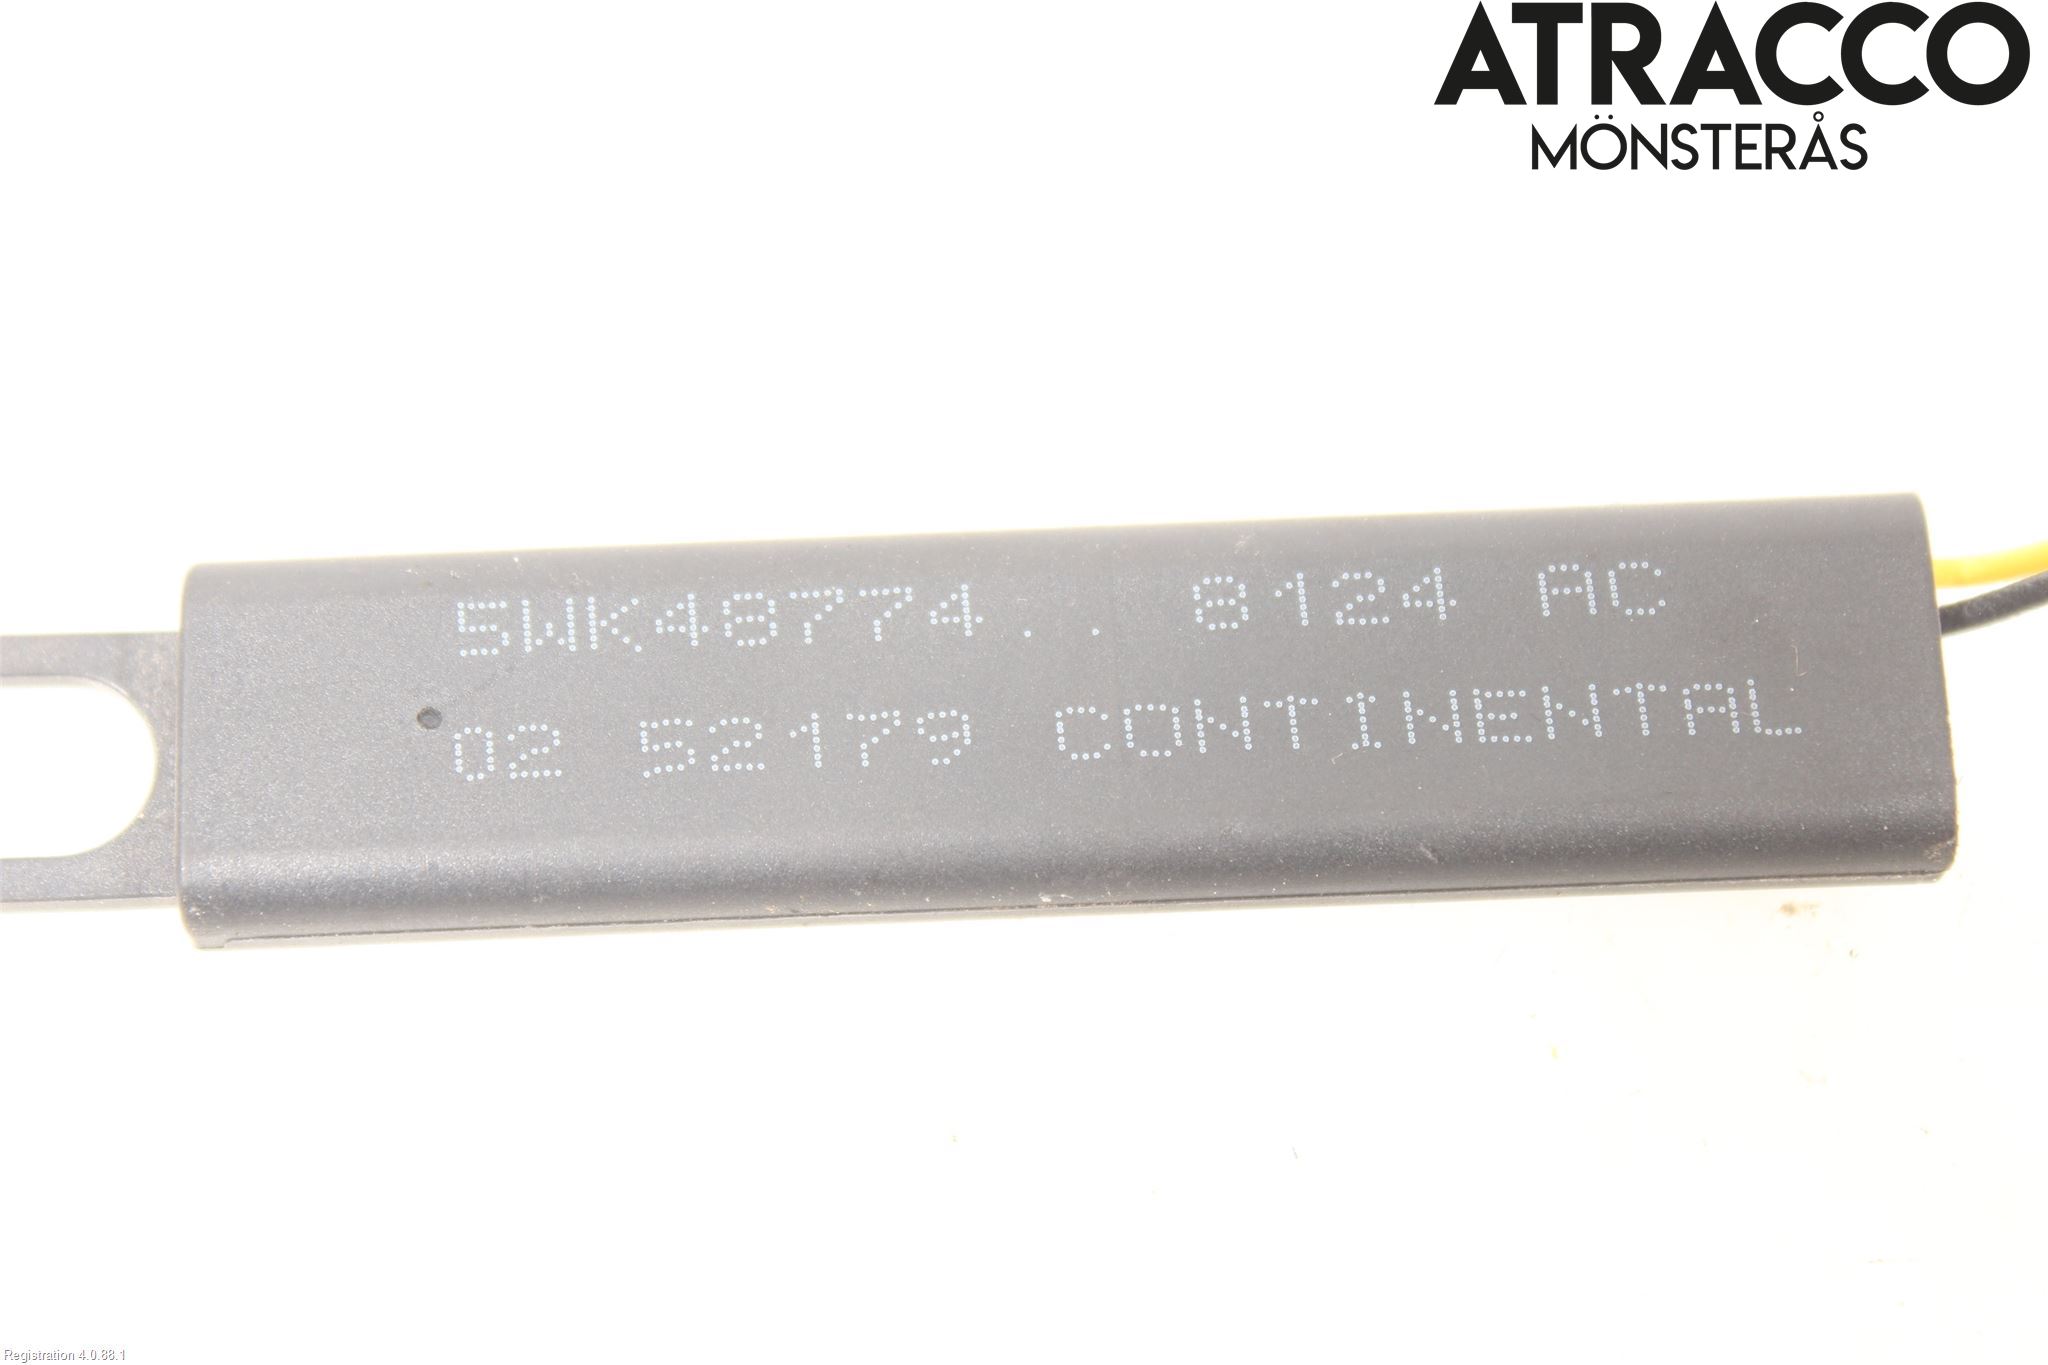 ATRACCO
MÖNSTERÅS
5WK48774.. 8124 AC
02 52179 CONTINENTAL
Registration 4.0.88.1